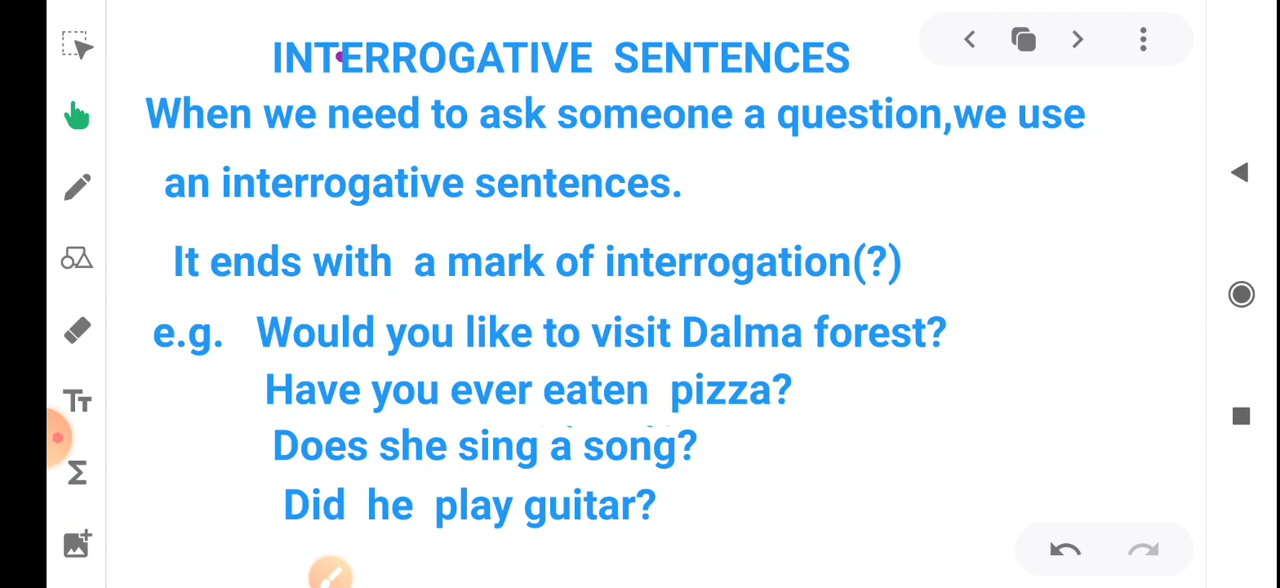 INTERROGATIVE SENTENCES
When we need to ask someone a question,we use
an interrogative sentences.
It ends with a mark of interrogation(?)
e.g. Would you like to visit Dalma forest?
Have you ever eaten pizza?
Does she sing a song?
Did he play guitar?